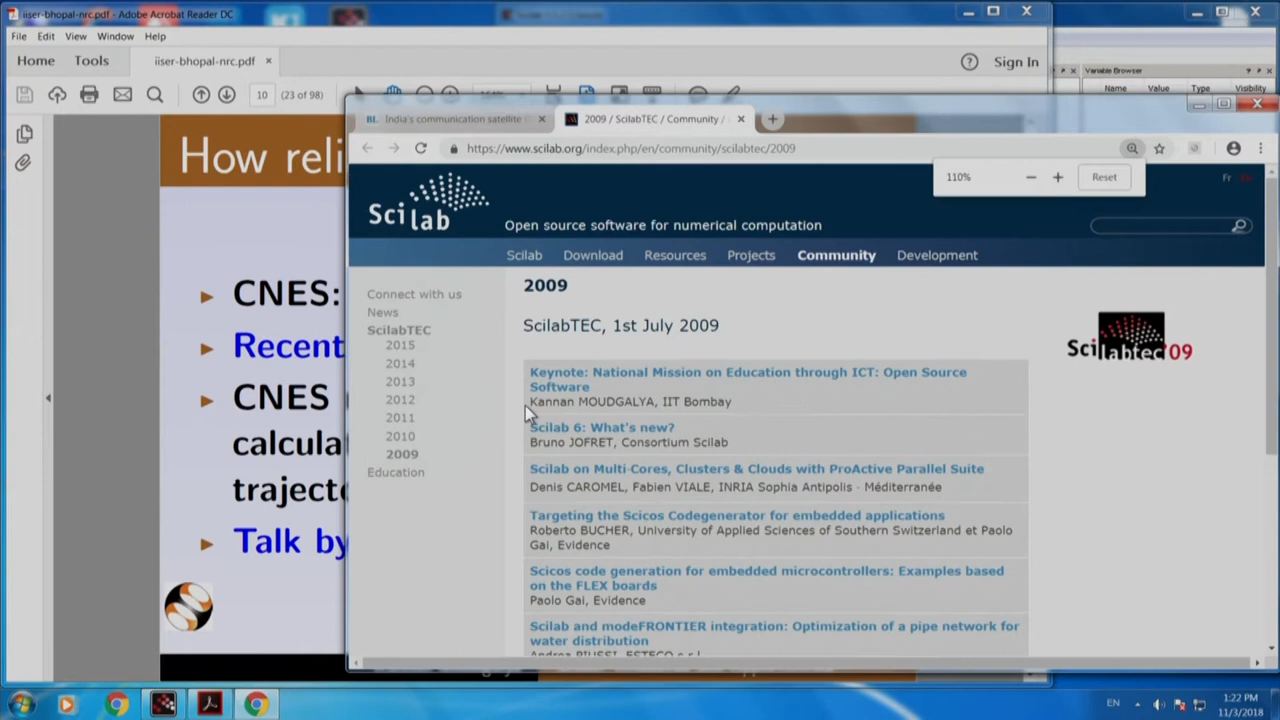 iiser-bhopal-nrc.pdf - Adobe Acrobat Reader DC
File Edit View Window Help
Home Tools iiser-bhopal-nrc.pdf × Sign In
10 (23 of 98)
Variable Browser
Name Value Type Visibility
How reli
CNES:
Recent
CNES
calcula
traject
Talk by
BI. India's communication satellite
2009 / ScilabTEC / Community /
https://www.scilab.org/index.php/en/community/scilabtec/2009
110% Reset
Fr En
Scilab
Open source software for numerical computation
Scilab Download Resources Projects Community Development
Connect with us
News
ScilabTEC
2015
2014
2013
2012
2011
2010
2009
Education
2009
ScilabTEC, 1st July 2009
Scilabtec'09
Keynote: National Mission on Education through ICT: Open Source
Software
Kannan MOUDGALYA, IIT Bombay
Scilab 6: What's new?
Bruno JOFRET, Consortium Scilab
Scilab on Multi-Cores, Clusters & Clouds with ProActive Parallel Suite
Denis CAROMEL, Fabien VIALE, INRIA Sophia Antipolis - Méditerranée
Targeting the Scicos Codegenerator for embedded applications
Roberto BUCHER, University of Applied Sciences of Southern Switzerland et Paolo
Gai, Evidence
Scicos code generation for embedded microcontrollers: Examples based
on the FLEX boards
Paolo Gai, Evidence
Scilab and modeFRONTIER integration: Optimization of a pipe network for
water distribution
EN 1:22 PM
11/3/2018